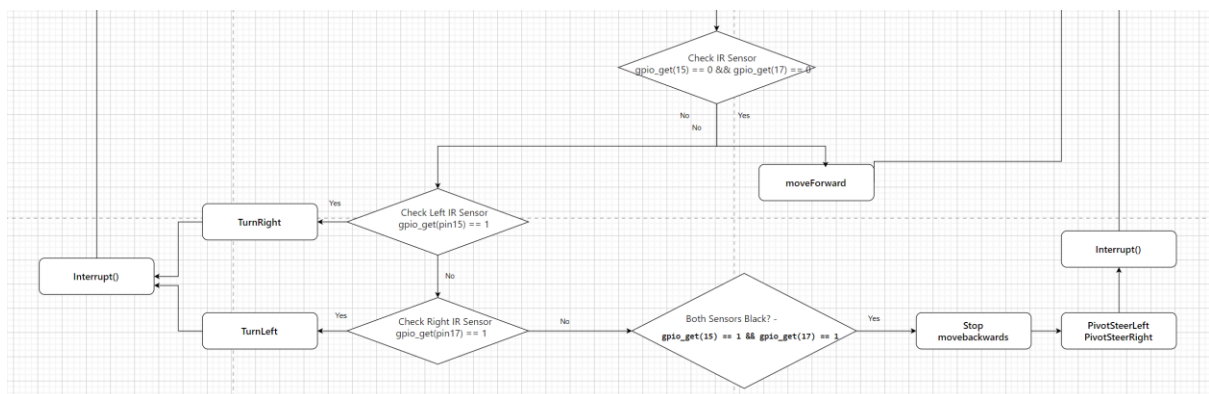 Check IR Sensor
gpio_get(15) == 0 && gpio_get(17) == 0
No
Yes
No
moveForward
Yes
Check Left IR Sensor
gpio_get(pin15) == 1
TurnRight
Interrupt()
Interrupt()
No
Yes
Check Right IR Sensor
gpio_get(pin17) == 1
No
TurnLeft
Both Sensors Black? -
gpio_get(15) == 1 && gpio_get(17) == 1
Yes
Stop
movebackwards
PivotSteerLeft
PivotSteerRight